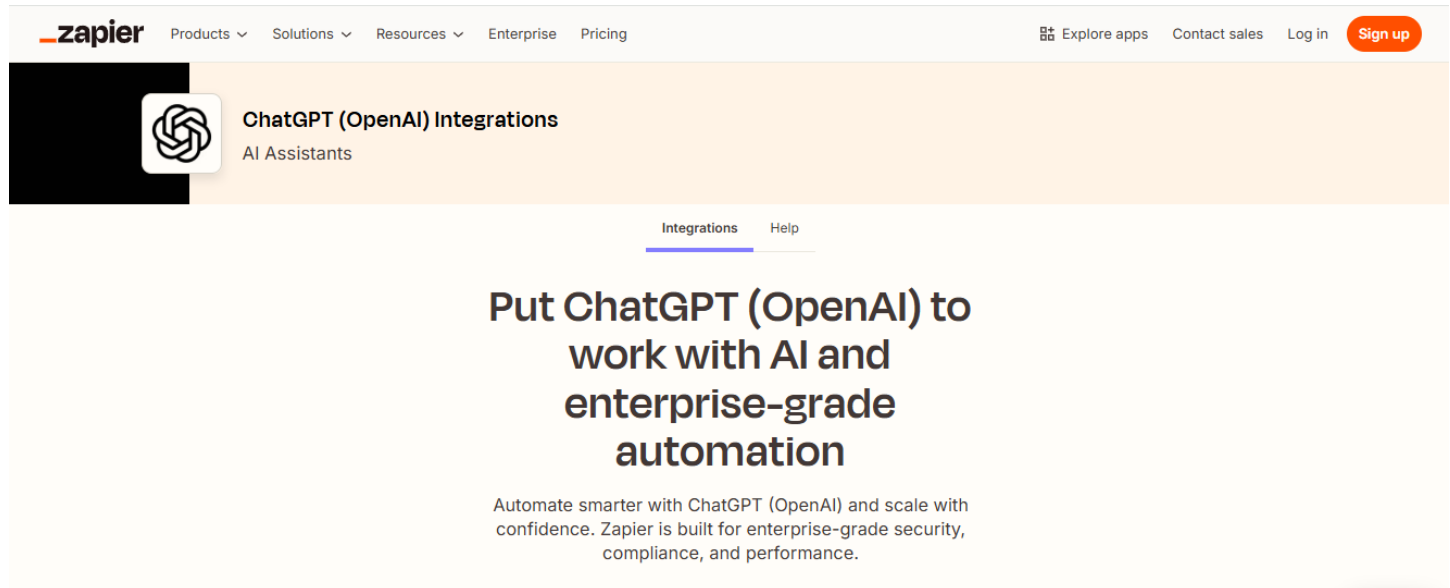 zapier
Products
Solutions
Resources
Enterprise
Pricing
Explore apps
Contact sales
Log in
Sign up
ChatGPT (OpenAI) Integrations
AI Assistants
Integrations
Help
Put ChatGPT (OpenAI) to
work with AI and
enterprise-grade
automation
Automate smarter with ChatGPT (OpenAI) and scale with
confidence. Zapier is built for enterprise-grade security,
compliance, and performance.